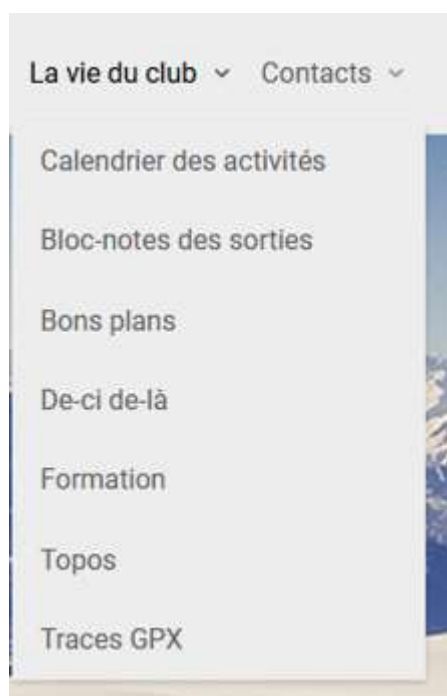 La vie du club Contacts
Calendrier des activités
Bloc-notes des sorties
Bons plans
De-ci de-là
Formation
Topos
Traces GPX